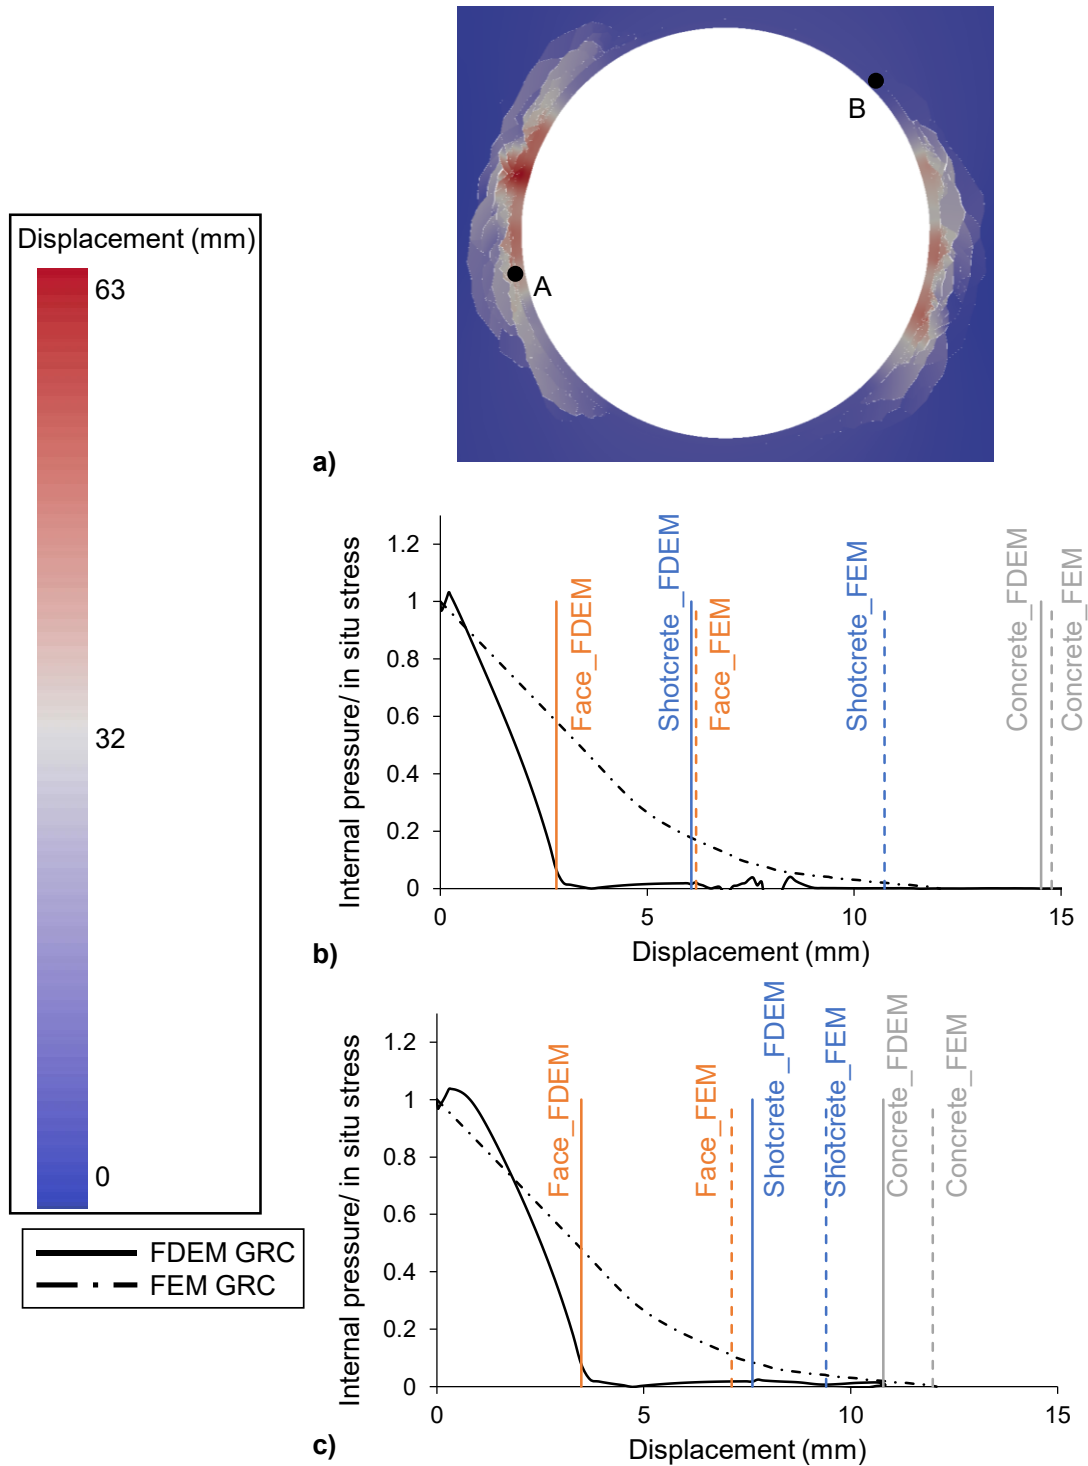 B
A
a)
Displacement (mm)
63
32
0
FDEM GRC
FEM GRC
Internal pressure/ in situ stress
1.2
1
0.8
0.6
0.4
0.2
0
0
5
10
15
Displacement (mm)
Face_FDEM
Shotcrete_FDEM
Face_FEM
Shotcrete_FEM
Concrete_FDEM
Concrete_FEM
b)
Internal pressure/ in situ stress
1.2
1
0.8
0.6
0.4
0.2
0
0
5
10
15
Displacement (mm)
Face_FDEM
Face_FEM
Shotcrete_FDEM
Shotcrete_FEM
Concrete_FDEM
Concrete_FEM
c)